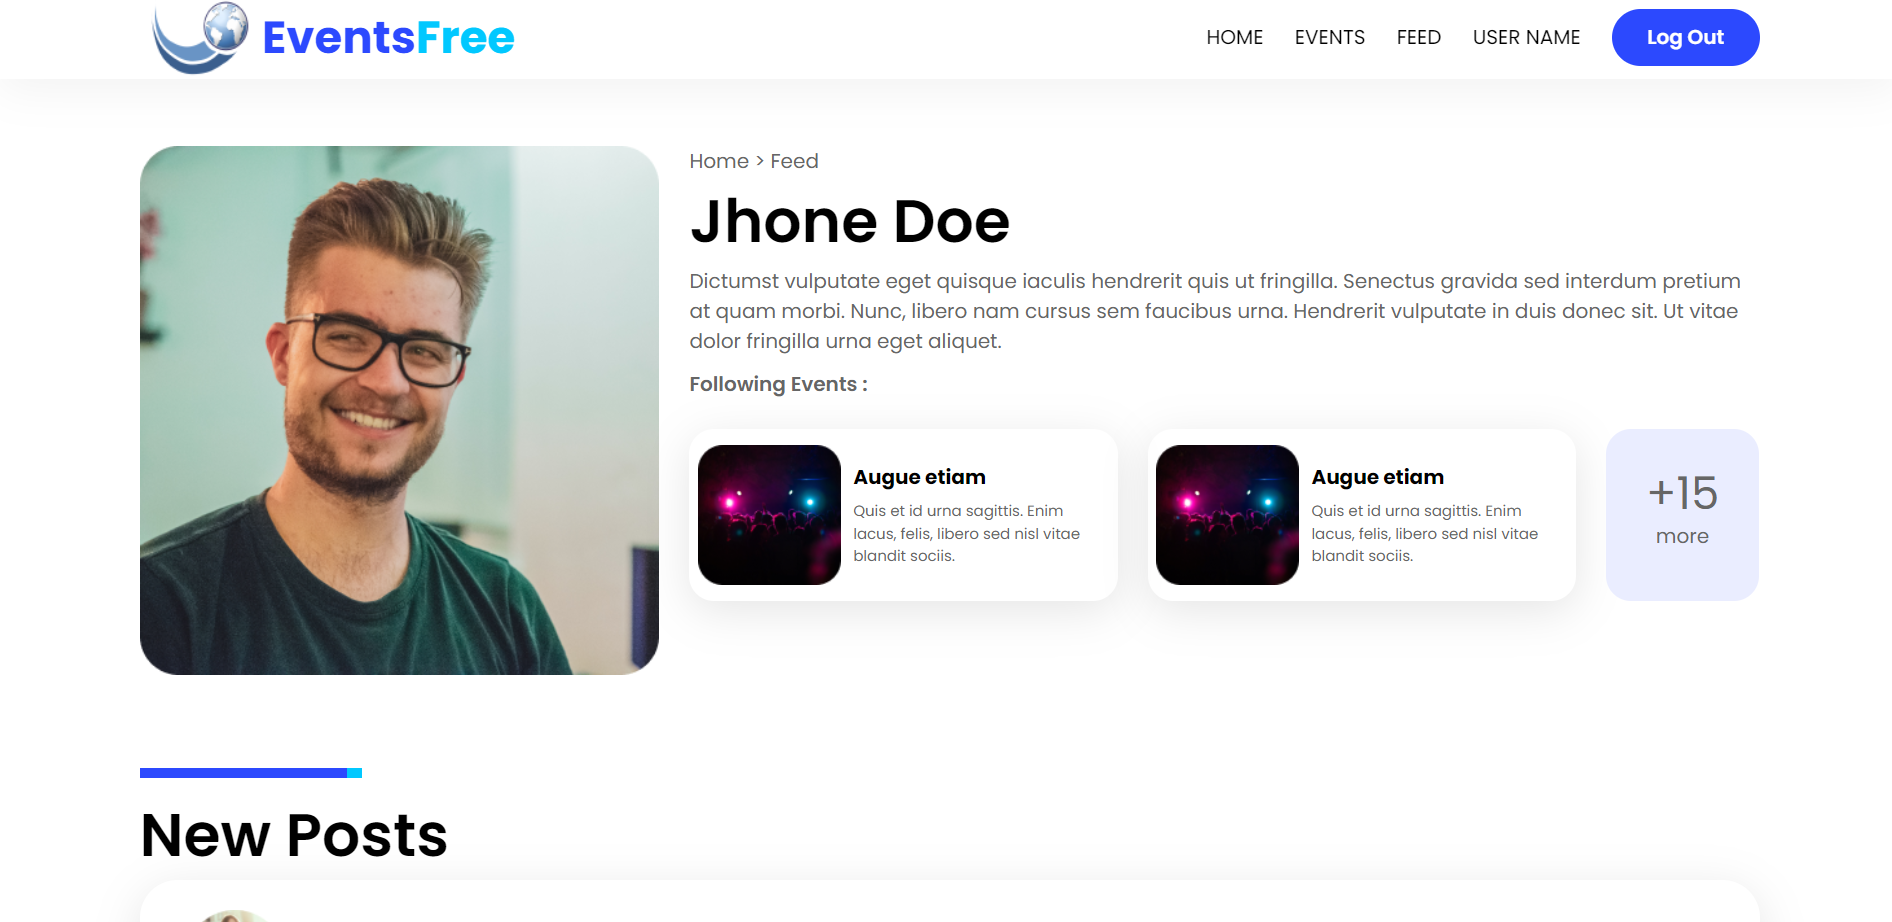 EventsFree
HOME EVENTS FEED USER NAME Log Out
Home > Feed
Jhone Doe
Dictumst vulputate eget quisque iaculis hendrerit quis ut fringilla. Senectus gravida sed interdum pretium
at quam morbi. Nunc, libero nam cursus sem faucibus urna. Hendrerit vulputate in duis donec sit. Ut vitae
dolor fringilla urna eget aliquet.
Following Events :
Augue etiam
Quis et id urna sagittis. Enim
lacus, felis, libero sed nisl vitae
blandit sociis.
Augue etiam
Quis et id urna sagittis. Enim
lacus, felis, libero sed nisl vitae
blandit sociis.
+15
more
New Posts